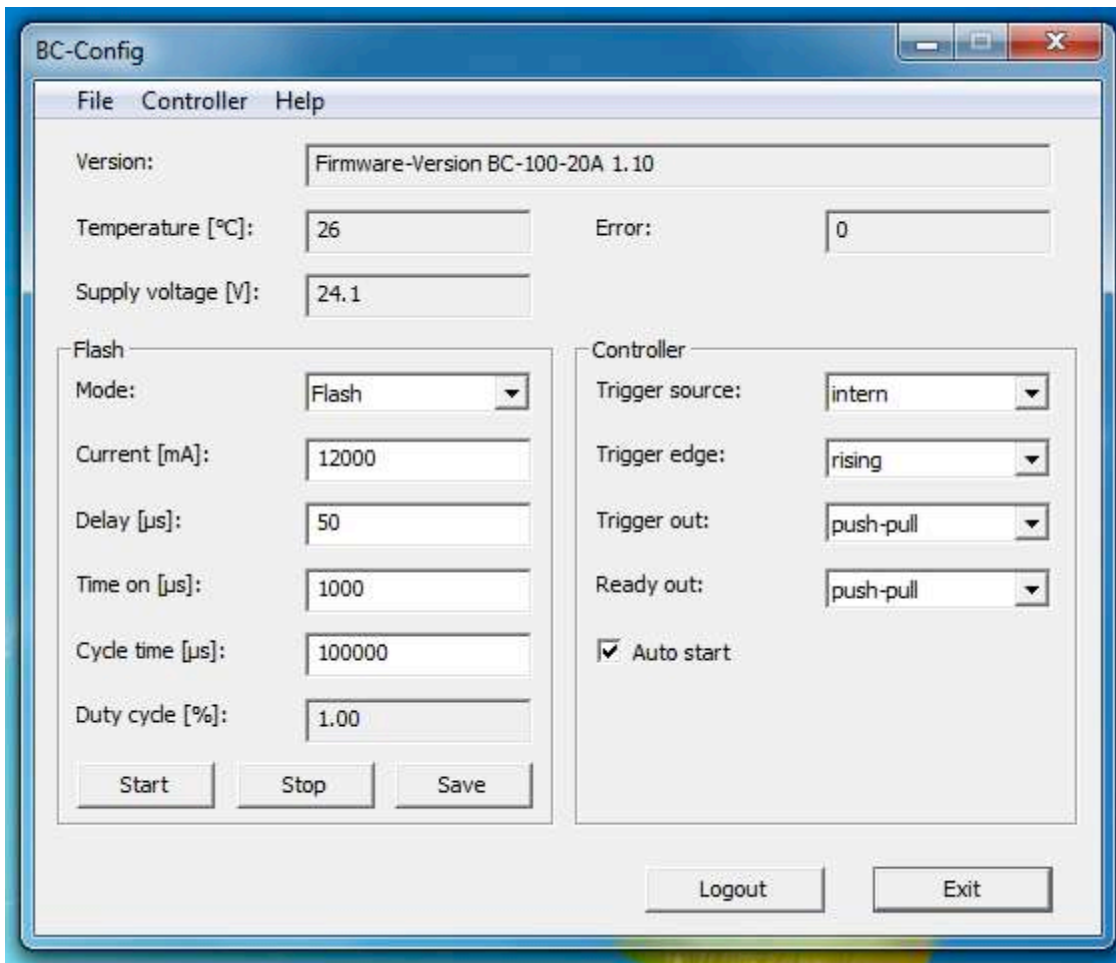 BC-Config
File Controller Help
Version: Firmware-Version BC-100-20A 1.10
Temperature [°C]: 26 Error: 0
Supply voltage [V]: 24.1
Flash
Mode: Flash
Current [mA]: 12000
Delay [µs]: 50
Time on [µs]: 1000
Cycle time [µs]: 100000
Duty cycle [%]: 1.00
Start Stop Save
Controller
Trigger source: intern
Trigger edge: rising
Trigger out: push-pull
Ready out: push-pull
Auto start
Logout Exit